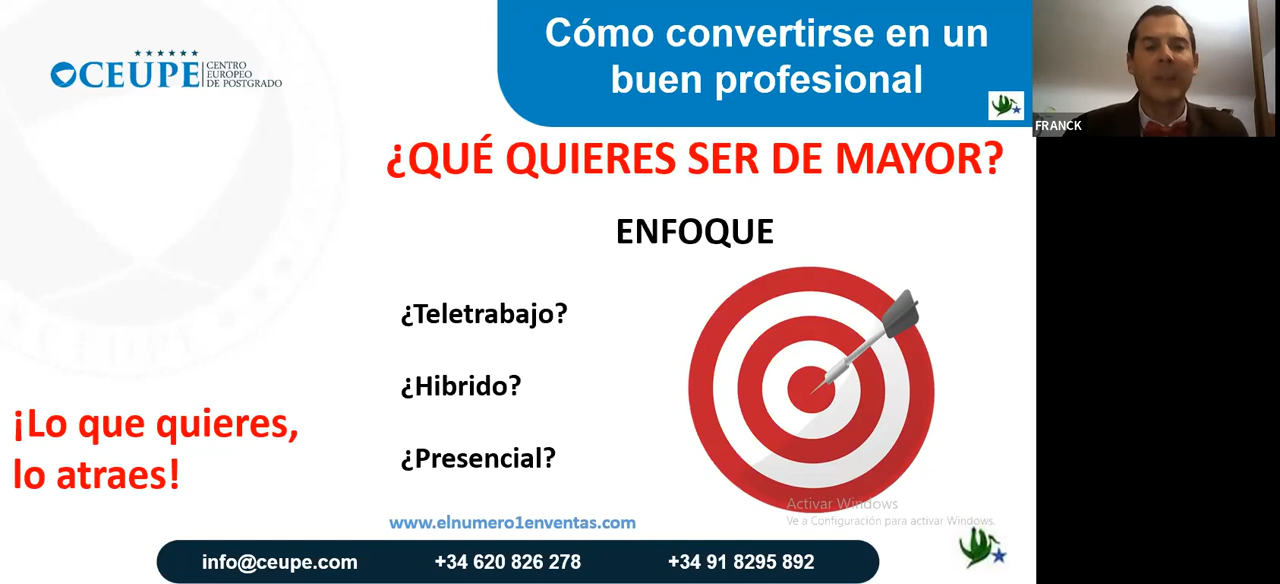 CEUPE
CENTRO
EUROPEO
DE POSTGRADO
Cómo convertirse en un
buen profesional
FRANCK
¿QUÉ QUIERES SER DE MAYOR?
ENFOQUE
¿Teletrabajo?
¿Hibrido?
¿Presencial?
¡Lo que quieres,
lo atraes!
Activar Windows
Ve a Configuración para activar Windows.
www.elnumero1enventas.com
info@ceupe.com +34 620 826 278 +34 91 8295 892